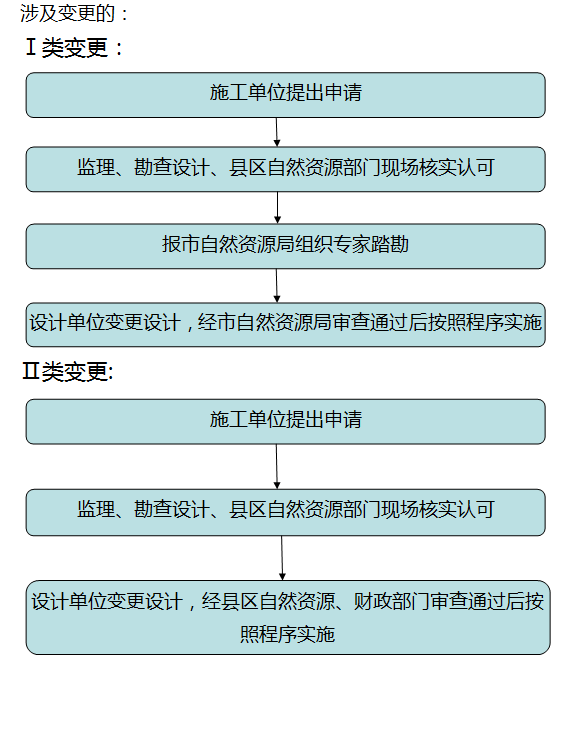 涉及变更的：
Ⅰ类变更：
施工单位提出申请
监理、勘查设计、县区自然资源部门现场核实认可
报市自然资源局组织专家踏勘
设计单位变更设计，经市自然资源局审查通过后按照程序实施
Ⅱ类变更:
施工单位提出申请
监理、勘查设计、县区自然资源部门现场核实认可
设计单位变更设计，经县区自然资源、财政部门审查通过后按
照程序实施